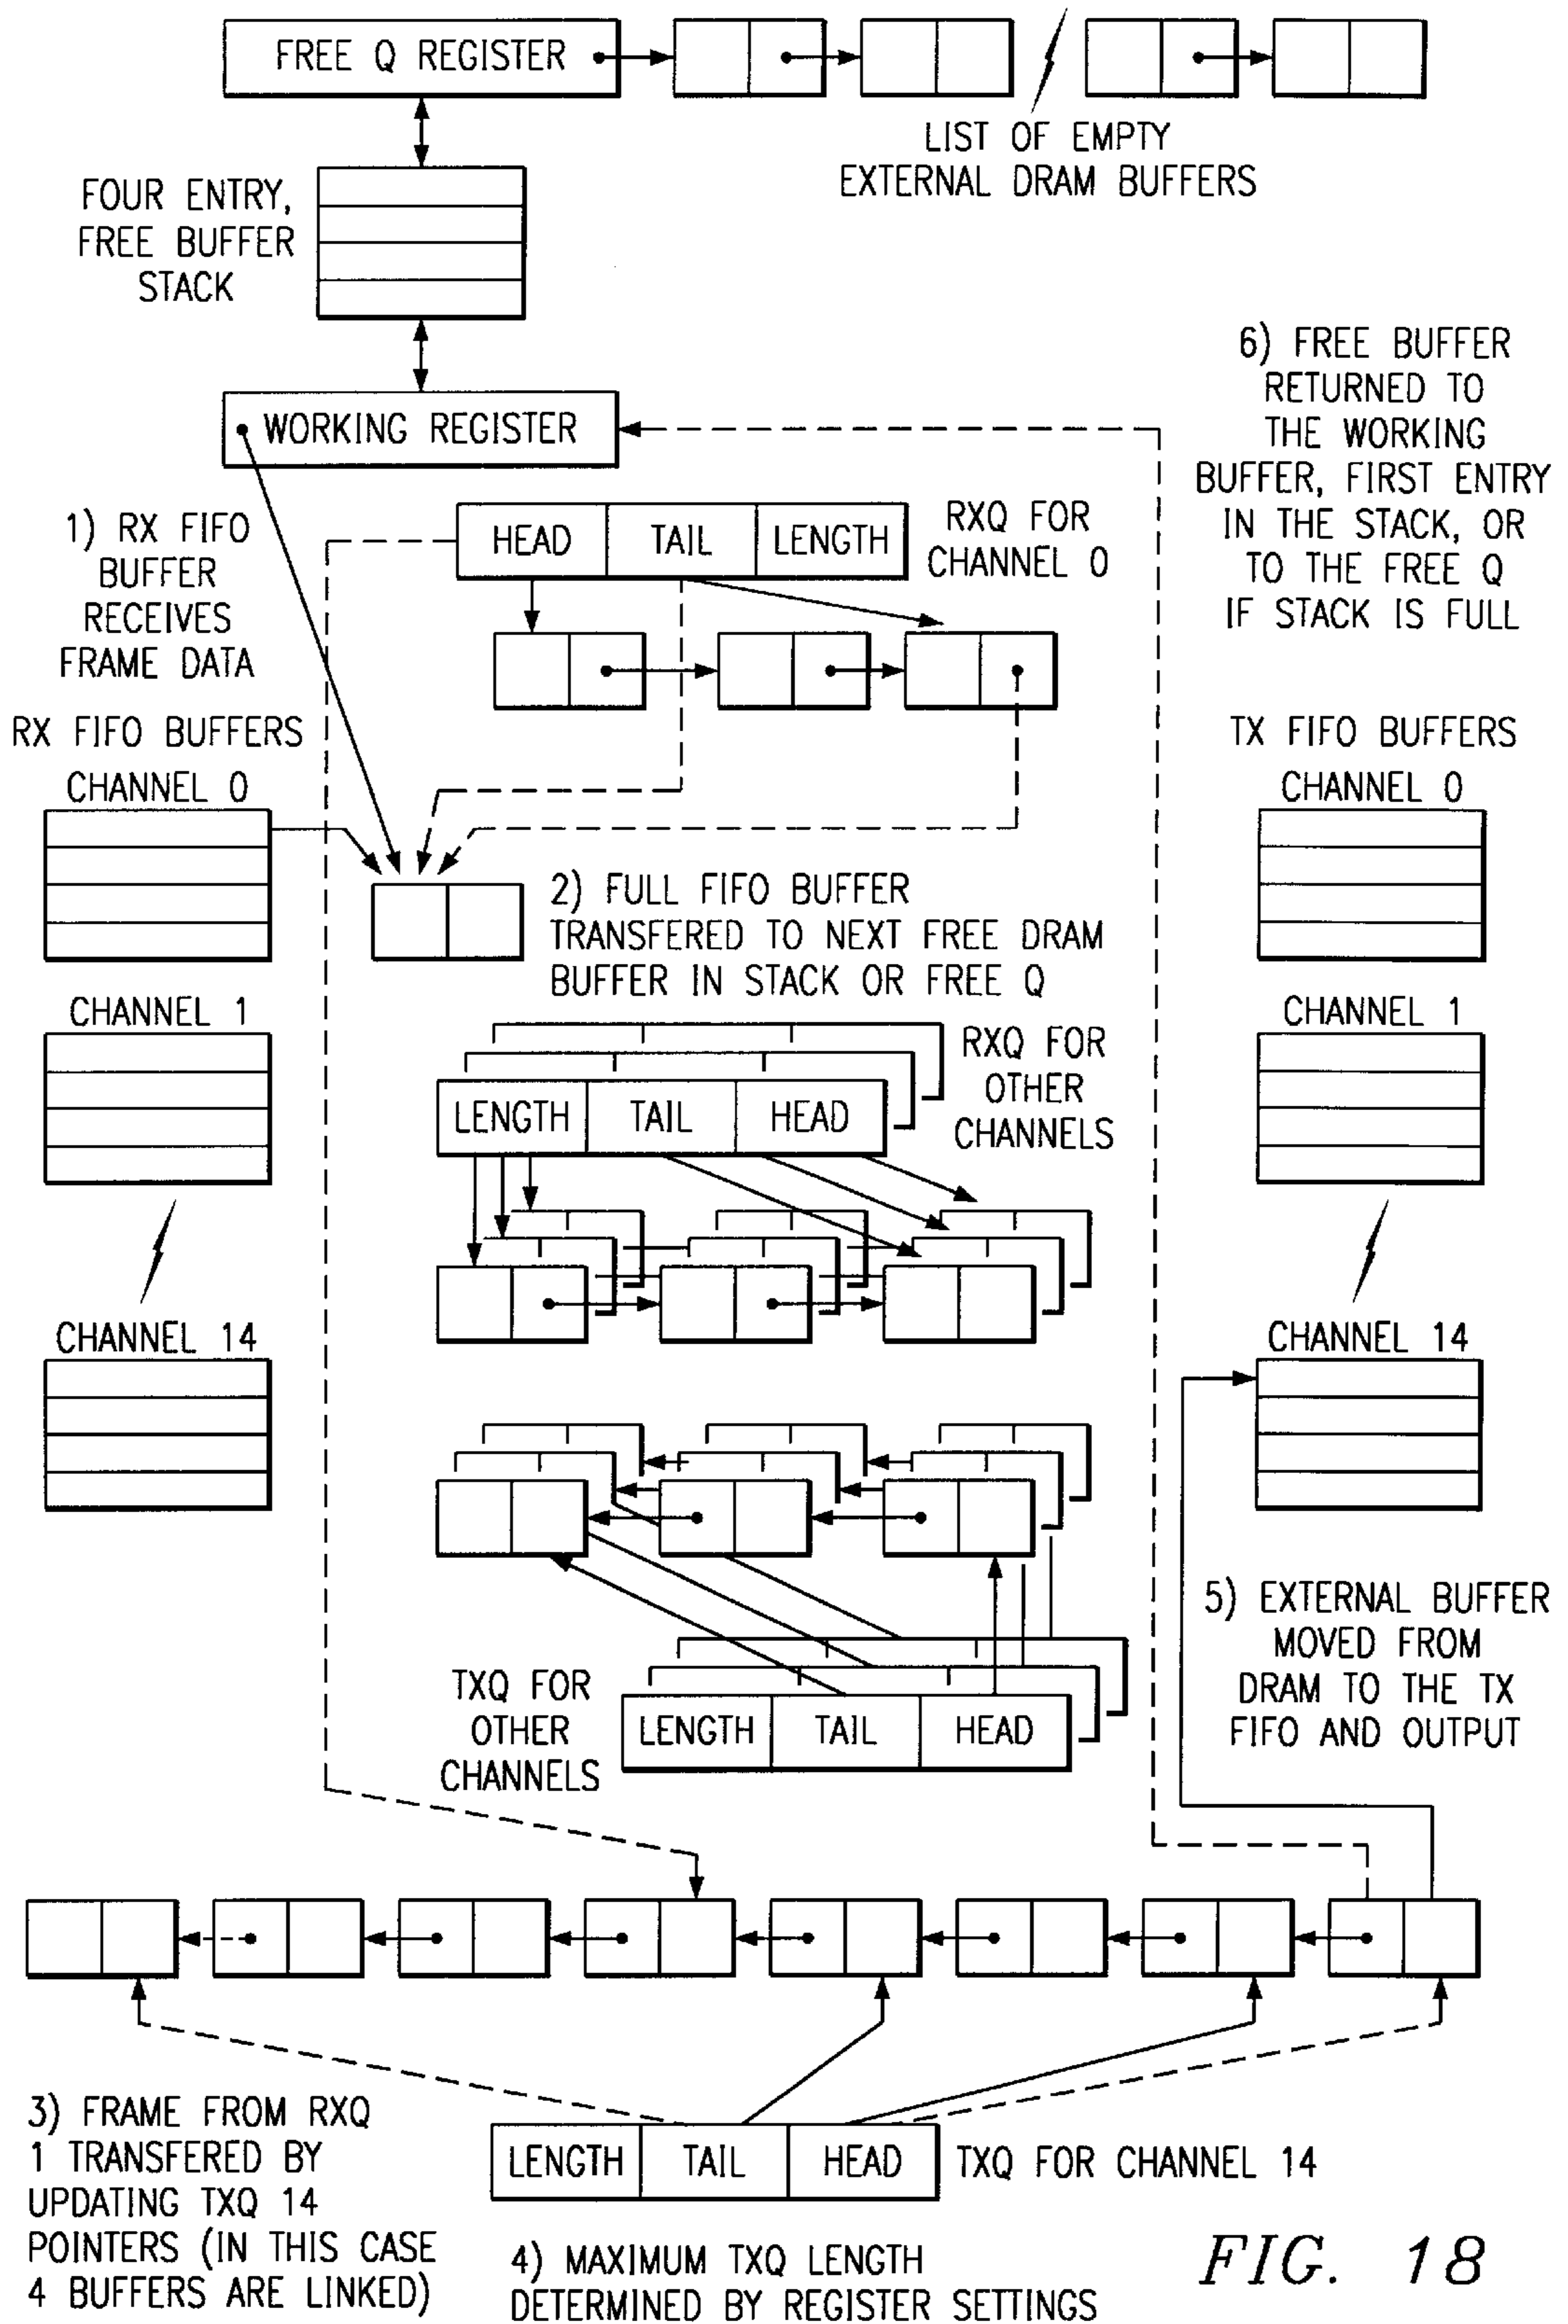 FREE Q REGISTER
LIST OF EMPTY
EXTERNAL DRAM BUFFERS
FOUR ENTRY,
FREE BUFFER
STACK
WORKING REGISTER
6) FREE BUFFER
RETURNED TO
THE WORKING
BUFFER, FIRST ENTRY
IN THE STACK, OR
TO THE FREE Q
IF STACK IS FULL
1) RX FIFO
BUFFER
RECEIVES
FRAME DATA
HEAD TAIL LENGTH
RXQ FOR
CHANNEL 0
RX FIFO BUFFERS
CHANNEL 0
TX FIFO BUFFERS
CHANNEL 0
2) FULL FIFO BUFFER
TRANSFERED TO NEXT FREE DRAM
BUFFER IN STACK OR FREE Q
CHANNEL 1
CHANNEL 1
RXQ FOR
OTHER
CHANNELS
LENGTH TAIL HEAD
CHANNEL 14
CHANNEL 14
5) EXTERNAL BUFFER
MOVED FROM
DRAM TO THE TX
FIFO AND OUTPUT
TXQ FOR
OTHER
CHANNELS
LENGTH TAIL HEAD
3) FRAME FROM RXQ
1 TRANSFERED BY
UPDATING TXQ 14
POINTERS (IN THIS CASE
4 BUFFERS ARE LINKED)
LENGTH TAIL HEAD
TXQ FOR CHANNEL 14
4) MAXIMUM TXQ LENGTH
DETERMINED BY REGISTER SETTINGS
FIG. 18